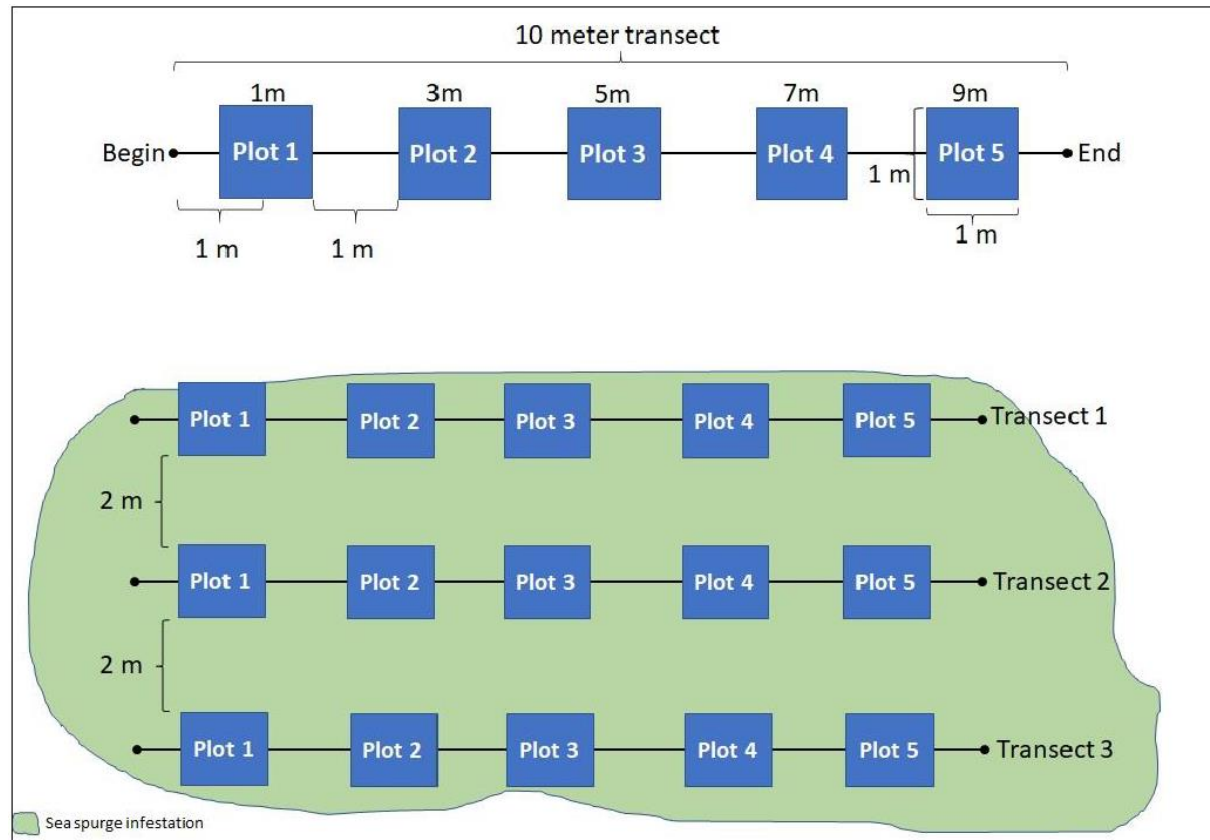 10 meter transect
1m 3m 5m 7m 9m
Begin Plot 1 Plot 2 Plot 3 Plot 4 Plot 5 End
1 m
1 m 1 m 1 m
Plot 1 Plot 2 Plot 3 Plot 4 Plot 5 Transect 1
2 m
Plot 1 Plot 2 Plot 3 Plot 4 Plot 5 Transect 2
2 m
Plot 1 Plot 2 Plot 3 Plot 4 Plot 5 Transect 3
Sea spurge infestation